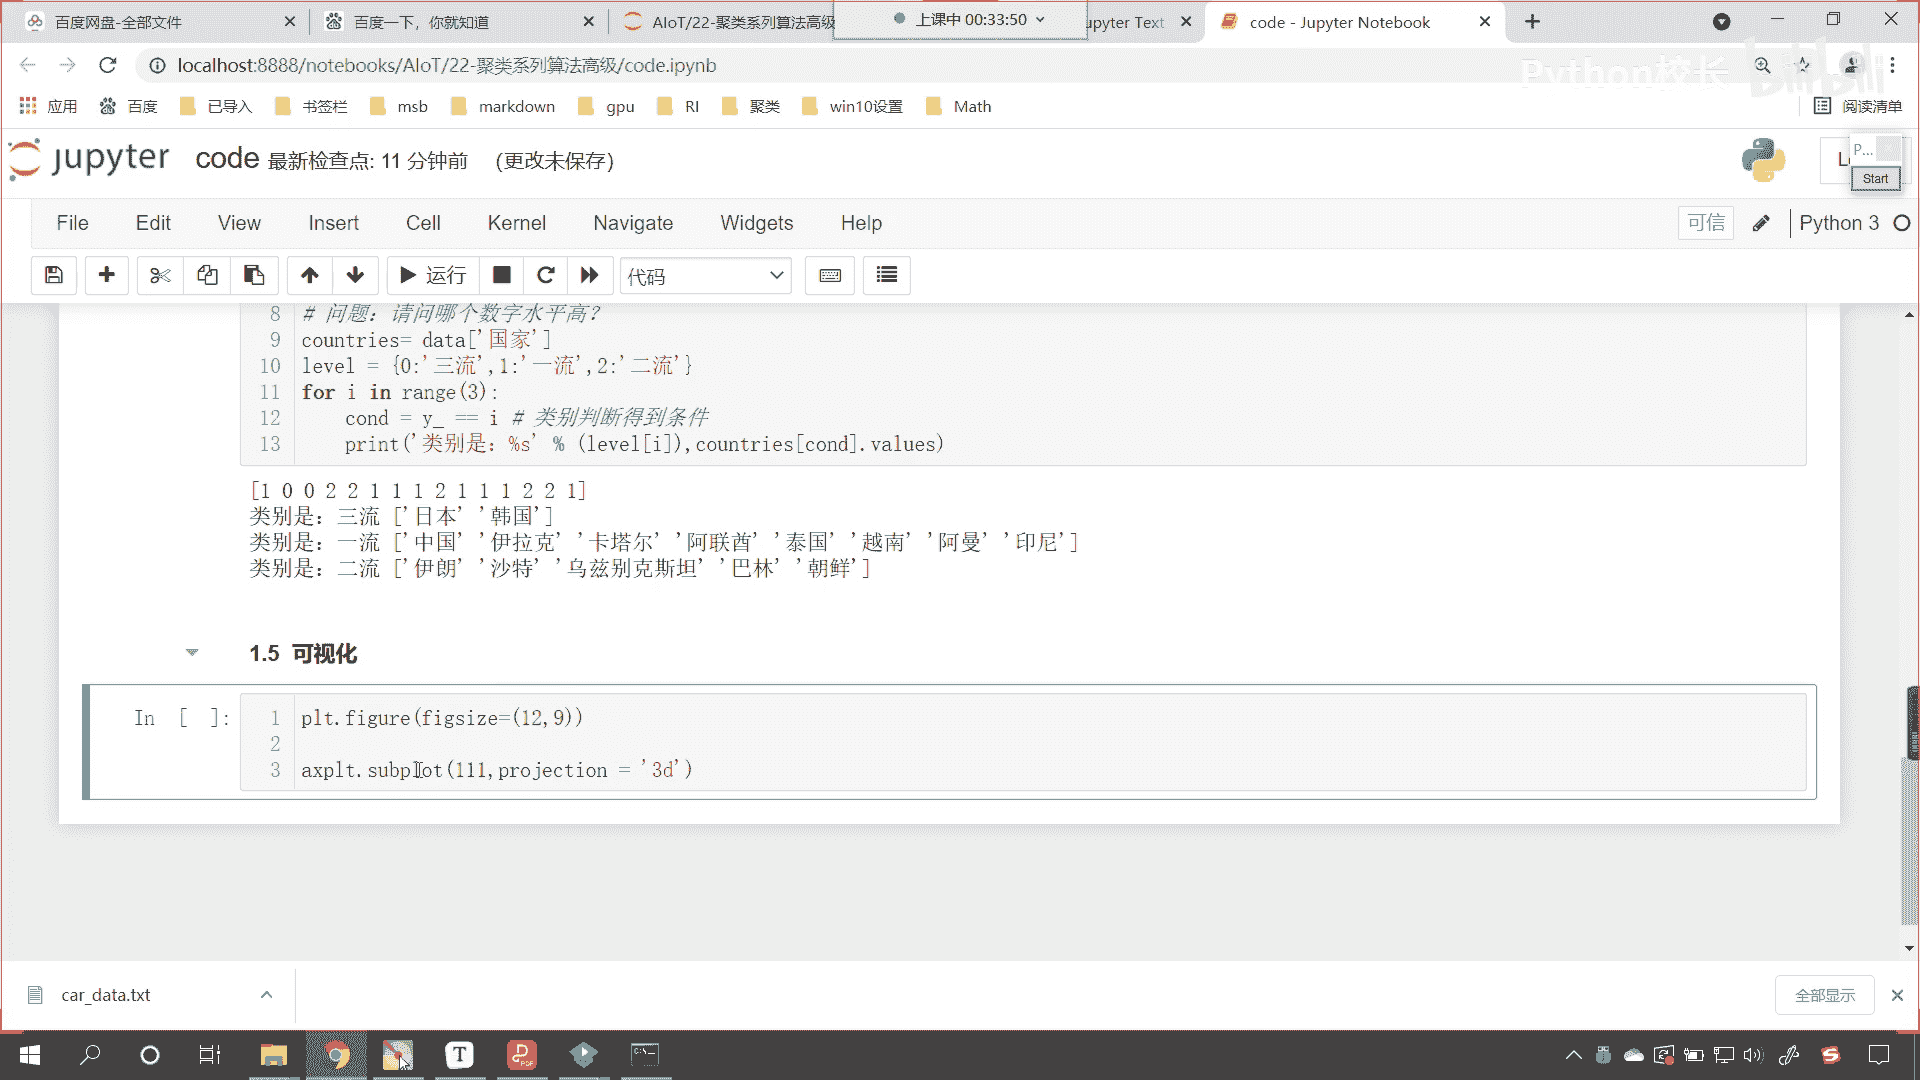 百度网盘-全部文件
百度一下，你就知道
AIoT/22-聚类系列算法高级
上课中 00:33:50
upyter Text
code - Jupyter Notebook
localhost:8888/notebooks/AIoT/22-聚类系列算法高级/code.ipynb
Python校长
bilibili
应用
百度
已导入
书签栏
msb
markdown
gpu
RI
聚类
win10设置
Math
阅读清单
jupyter
code 最新检查点: 11 分钟前 (更改未保存)
P...
Start
File Edit View Insert Cell Kernel Navigate Widgets Help
可信
Python 3
运行
代码
8 # 问题：请问哪个数字水平高？
9 countries= data['国家']
10 level = {0:'三流',1:'一流',2:'二流'}
11 for i in range(3):
12 cond = y_ == i # 类别判断得到条件
13 print('类别是：%s' % (level[i]),countries[cond].values)
[1 0 0 2 2 1 1 1 2 1 1 1 2 2 1]
类别是：三流 ['日本' '韩国']
类别是：一流 ['中国' '伊拉克' '卡塔尔' '阿联酋' '泰国' '越南' '阿曼' '印尼']
类别是：二流 ['伊朗' '沙特' '乌兹别克斯坦' '巴林' '朝鲜']
1.5 可视化
In [ ]:
1 plt.figure(figsize=(12,9))
2
3 axplt.subplot(111,projection = '3d')
car_data.txt
全部显示